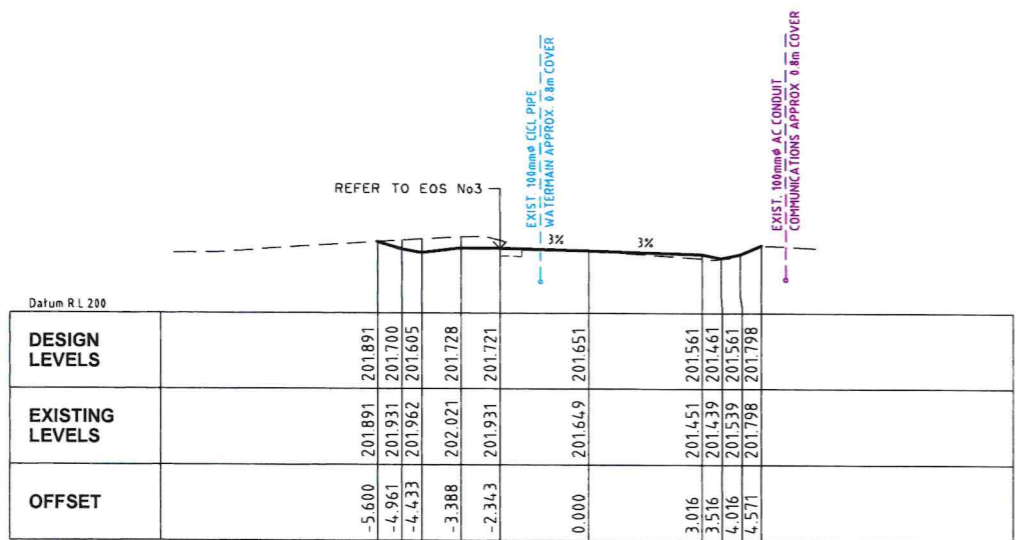 EXIST. 100mmø CICL PIPE
WATERMAIN APPROX. 0.8m COVER
EXIST. 100mmø AC CONDUIT
COMMUNICATIONS APPROX 0.8m COVER
REFER TO EOS No3
3%
3%
Datum R.L 200
DESIGN
LEVELS
201.891
201.700
201.605
201.728
201.721
201.651
201.561
201.461
201.561
201.798
EXISTING
LEVELS
201.891
201.931
201.962
202.021
201.931
201.649
201.451
201.439
201.539
201.798
OFFSET
-5.600
-4.961
-4.433
-3.388
-2.343
0.000
3.016
3.516
4.016
4.571